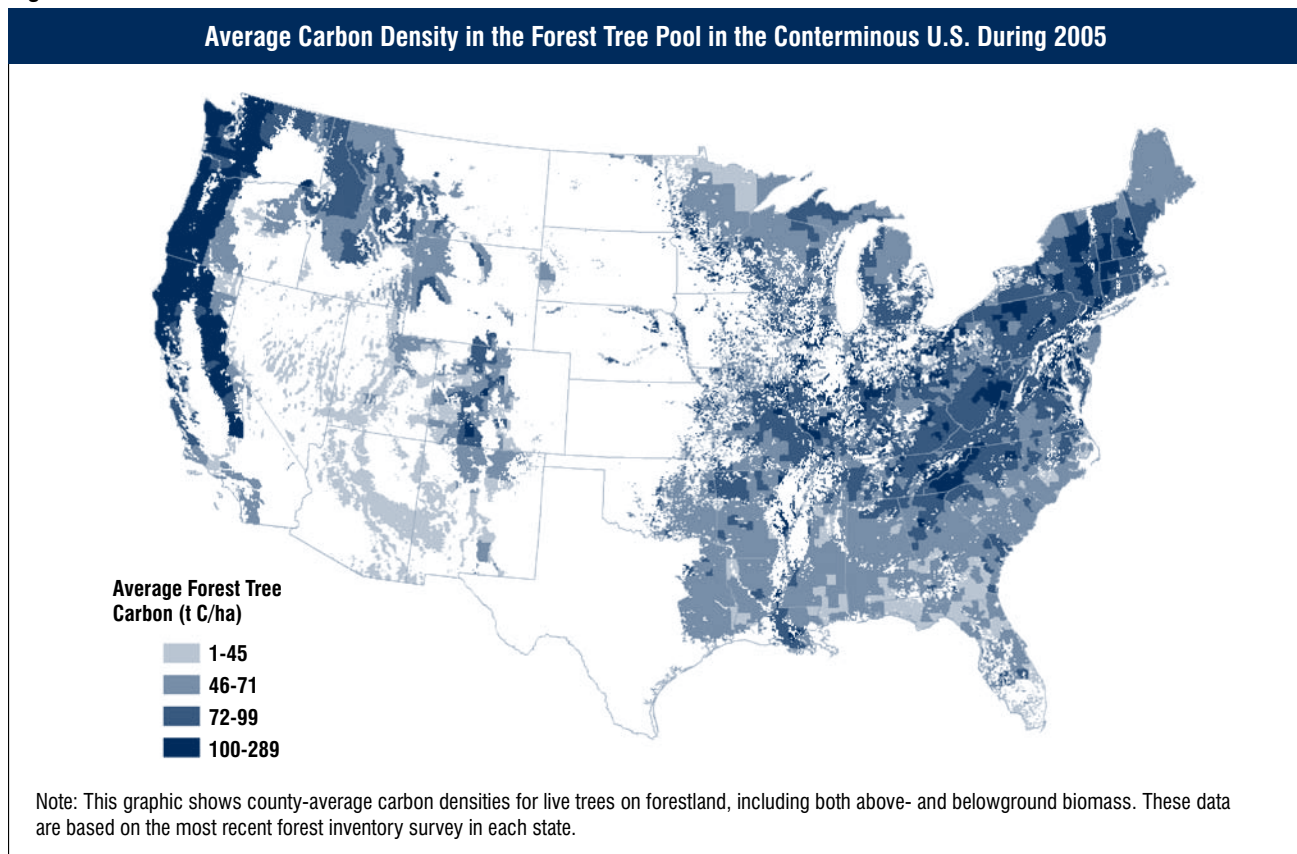 Average Carbon Density in the Forest Tree Pool in the Conterminous U.S. During 2005
Average Forest Tree
Carbon (t C/ha)
1-45
46-71
72-99
100-289
Note: This graphic shows county-average carbon densities for live trees on forestland, including both above- and belowground biomass. These data
are based on the most recent forest inventory survey in each state.